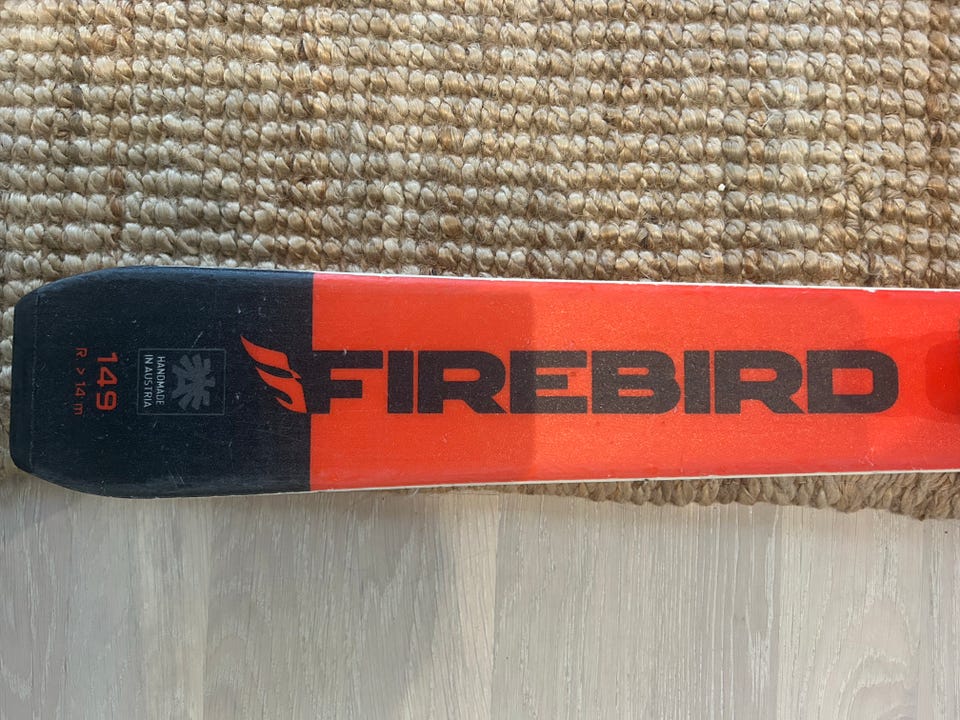 FIREBIRD
HANDMADE
IN AUSTRIA
149
R. > 14 m